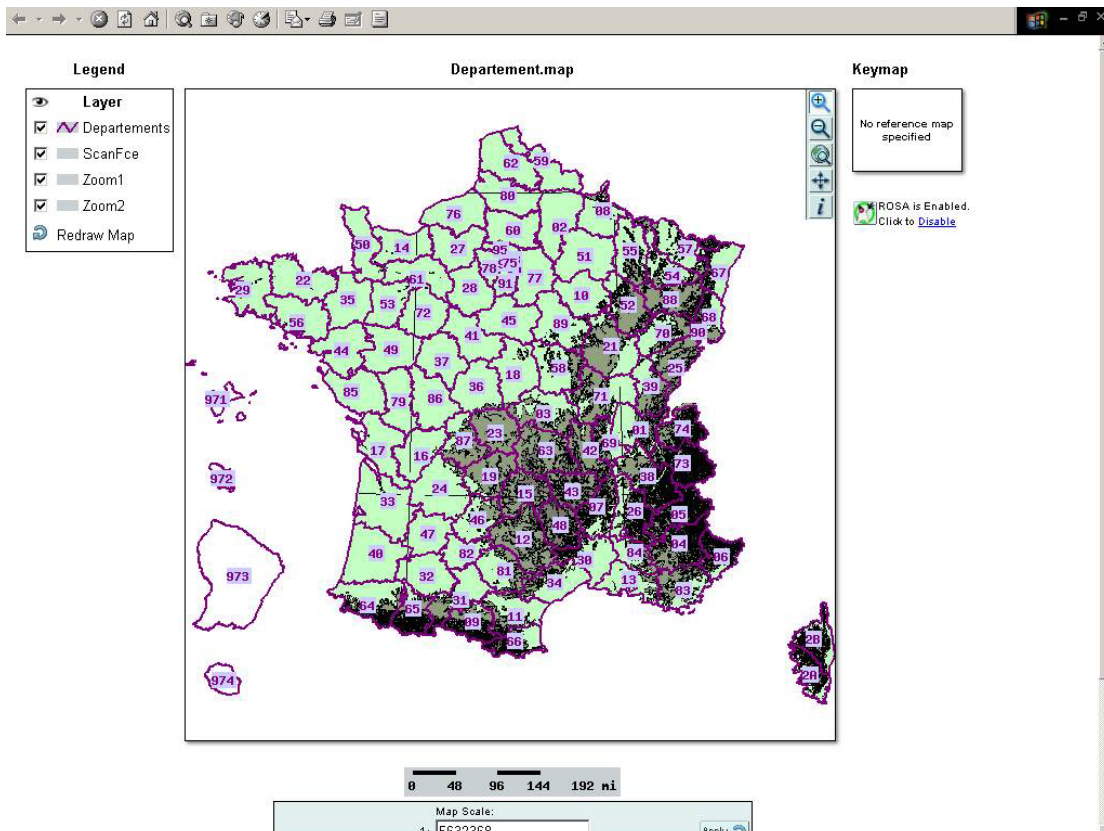 Legend
Departement.map
Keymap
Layer
Departements
ScanFce
Zoom1
Zoom2
Redraw Map
No reference map
specified
ROSA is Enabled.
Click to Disable
i
62 59
80
76 08
60 02
50 14 27 95 51 55 57
75 54 67
78 77
29 22 61 28 91 88
35 53 10 52 68
56 72 45 89 70 90
41
44 49 21
37 25
58
18
36 39
85 79 86 71
971
03
23 01 74
17 87 69
16 63 42 73
972 19 38
24
33 15 43
07 26 05
46 48
47 12 04
40 82 84 06
30
973 81
32 34 13 83
31
64 65
11
09
66 2B
974 2A
0 48 96 144 192 mi
Map Scale:
1: 5632368
Apply